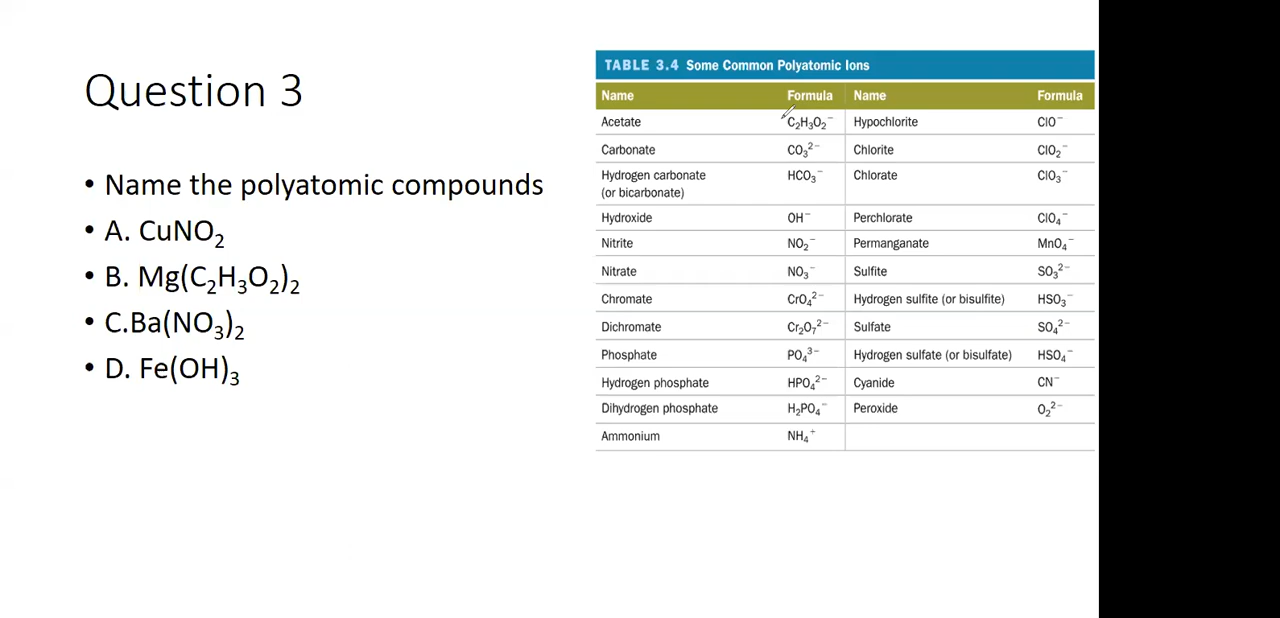 Question 3
• Name the polyatomic compounds
• A. CuNO₂
• B. Mg(C₂H₃O₂)₂
• C.Ba(NO₃)₂
• D. Fe(OH)₃
TABLE 3.4 Some Common Polyatomic Ions
Name Formula Name Formula
Acetate C₂H₃O₂⁻ Hypochlorite ClO⁻
Carbonate CO₃²⁻ Chlorite ClO₂⁻
Hydrogen carbonate HCO₃⁻ Chlorate ClO₃⁻
(or bicarbonate)
Hydroxide OH⁻ Perchlorate ClO₄⁻
Nitrite NO₂⁻ Permanganate MnO₄⁻
Nitrate NO₃⁻ Sulfite SO₃²⁻
Chromate CrO₄²⁻ Hydrogen sulfite (or bisulfite) HSO₃⁻
Dichromate Cr₂O₇²⁻ Sulfate SO₄²⁻
Phosphate PO₄³⁻ Hydrogen sulfate (or bisulfate) HSO₄⁻
Hydrogen phosphate HPO₄²⁻ Cyanide CN⁻
Dihydrogen phosphate H₂PO₄⁻ Peroxide O₂²⁻
Ammonium NH₄⁺